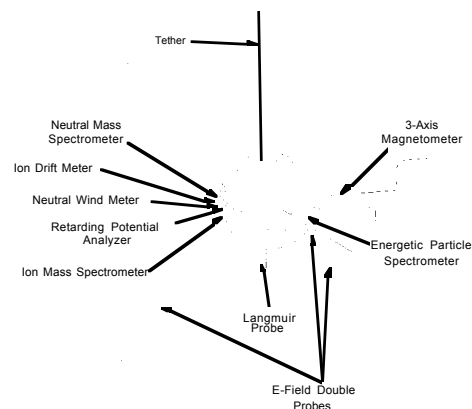 Tether
Neutral Mass
Spectrometer
3-Axis
Magnetometer
Ion Drift Meter
Neutral Wind Meter
Retarding Potential
Analyzer
Energetic Particle
Spectrometer
Ion Mass Spectrometer
Langmuir
Probe
E-Field Double
Probes